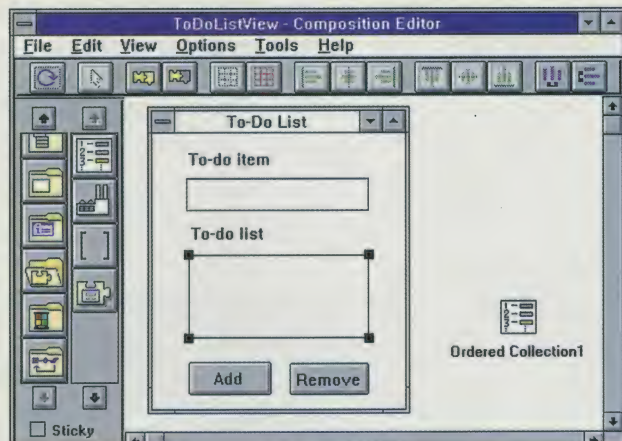 ToDoListView - Composition Editor
File Edit View Options Tools Help
To-Do List
To-do item
To-do list
Add Remove
Ordered Collection1
Sticky